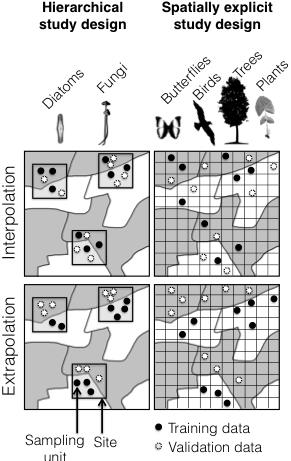 Hierarchical
study design
Spatially explicit
study design
Diatoms
Fungi
Butterflies
Birds
Trees
Plants
Interpolation
Extrapolation
Sampling
unit
Site
Training data
Validation data